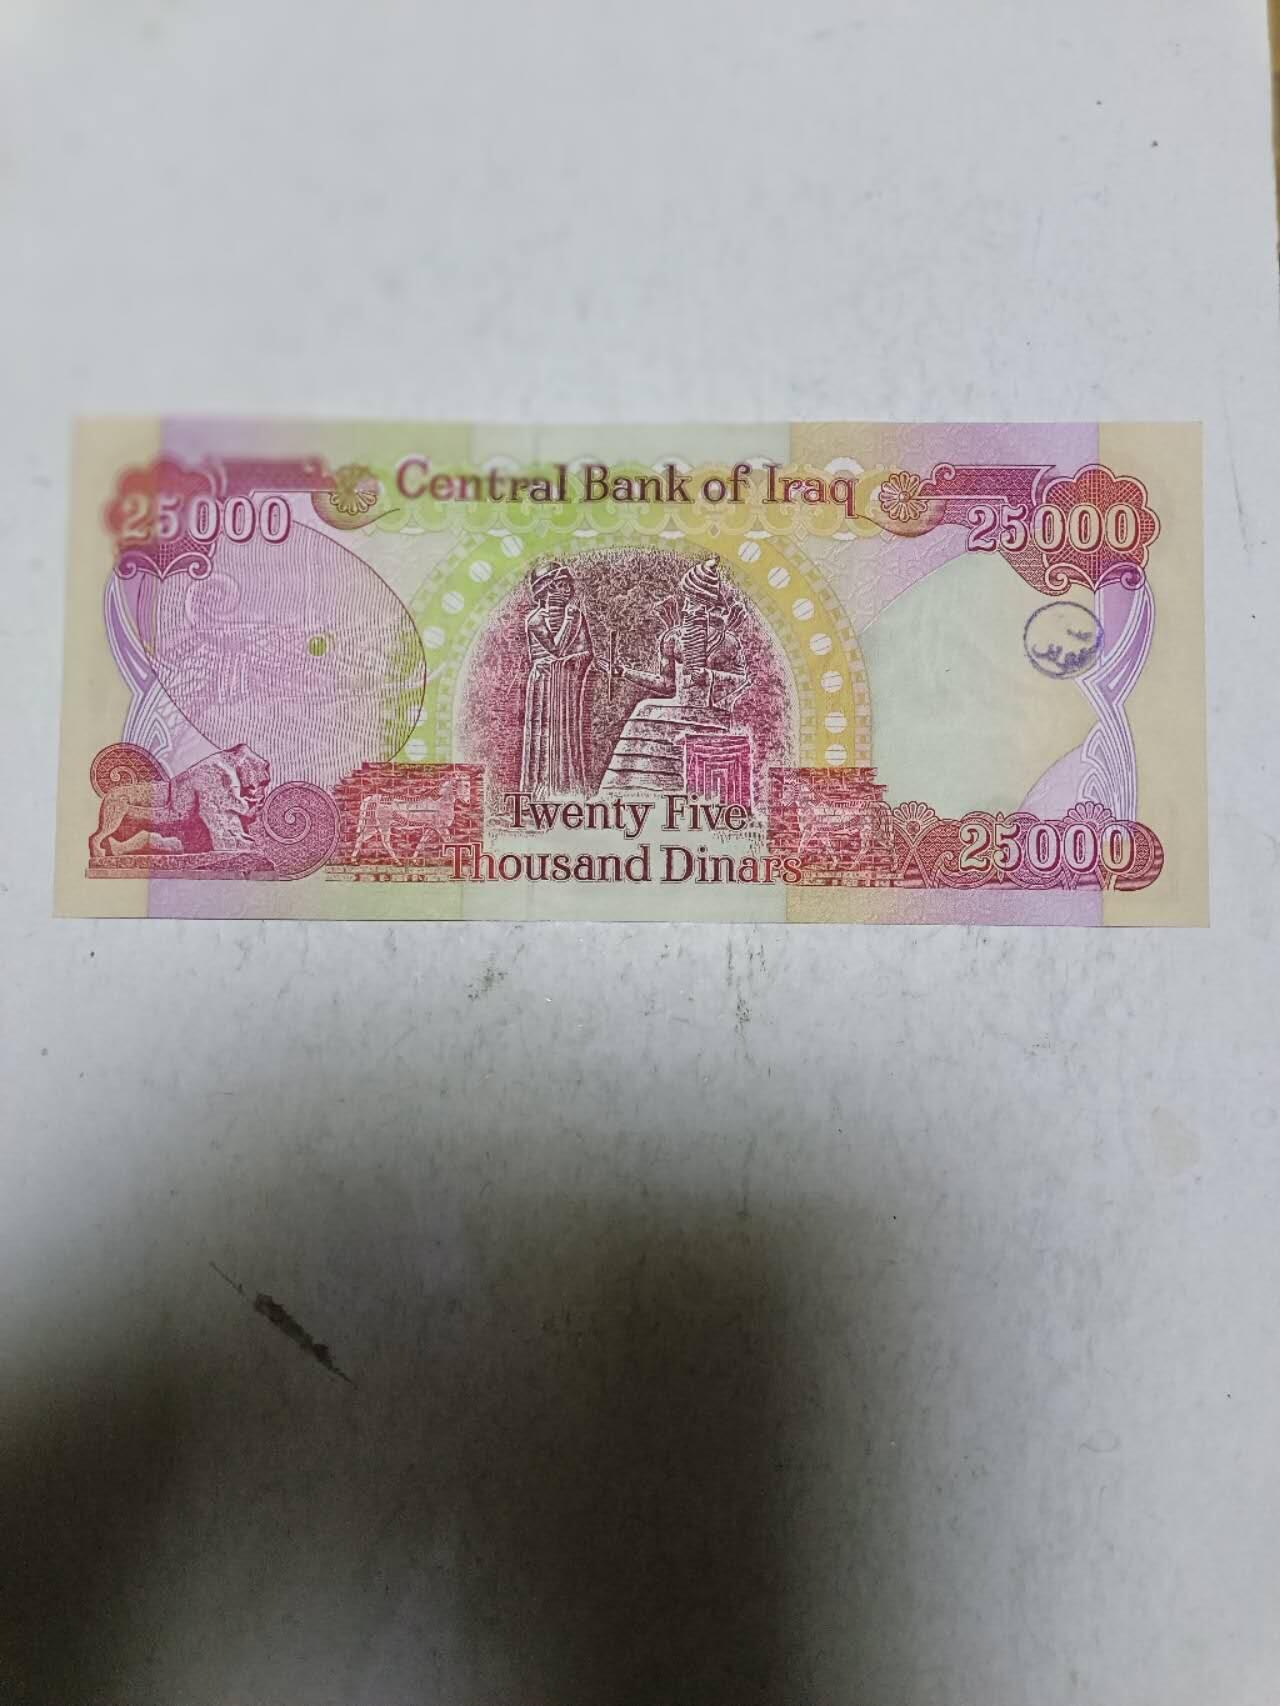 Central Bank of Iraq
25000
25000
Twenty Five
Thousand Dinars
25000